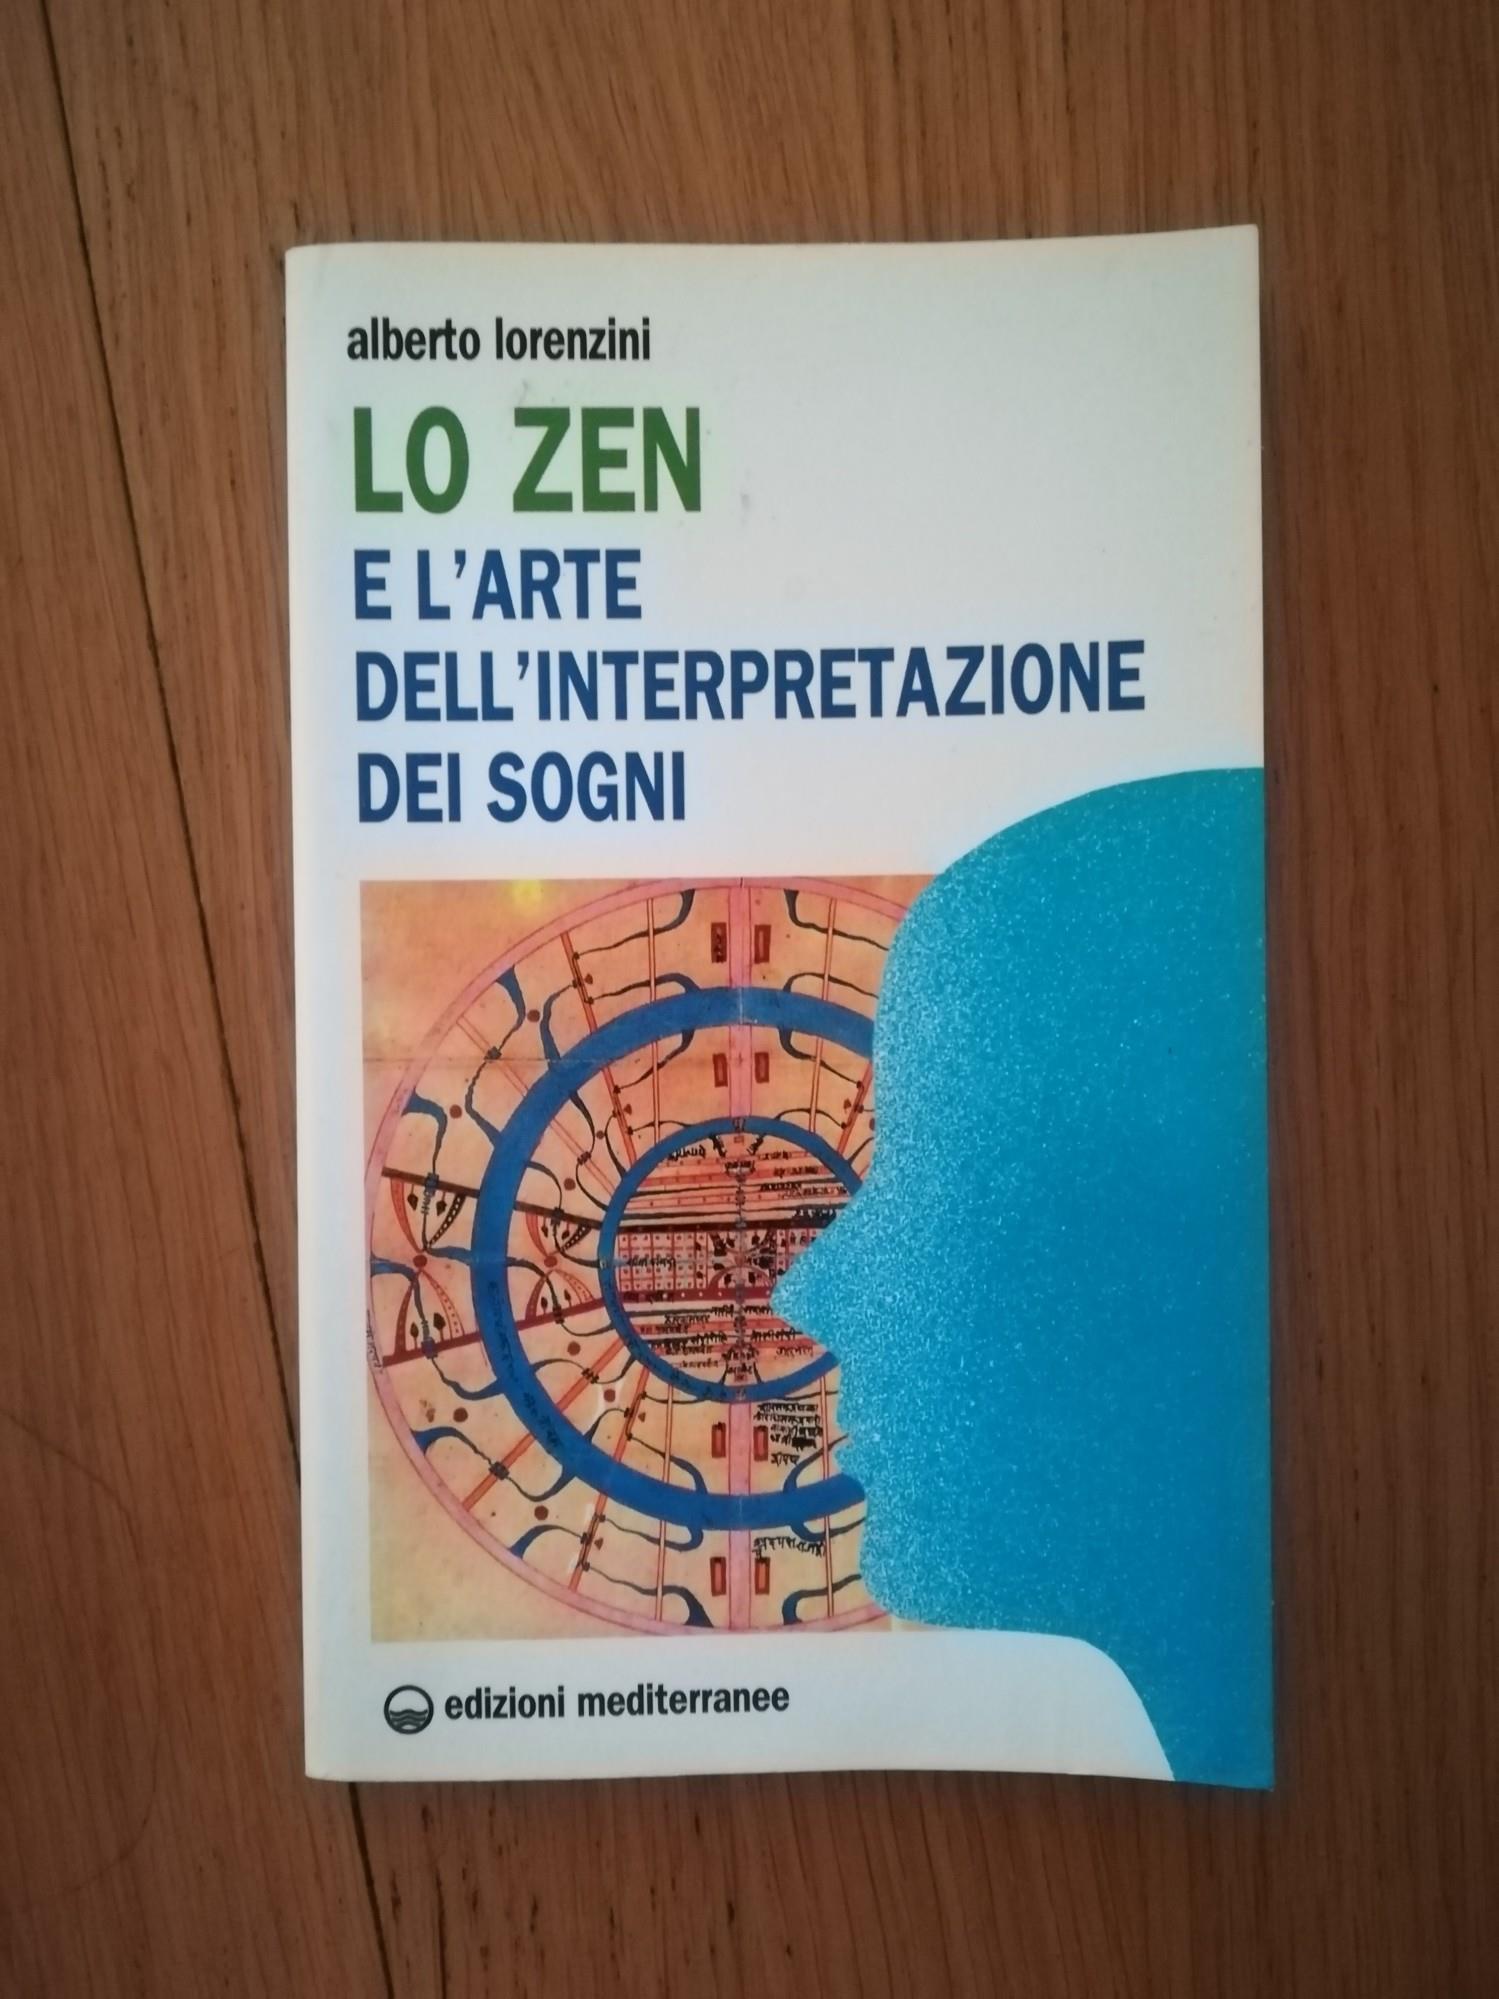 alberto lorenzini
LO ZEN
E L'ARTE
DELL'INTERPRETAZIONE
DEI SOGNI
edizioni mediterranee